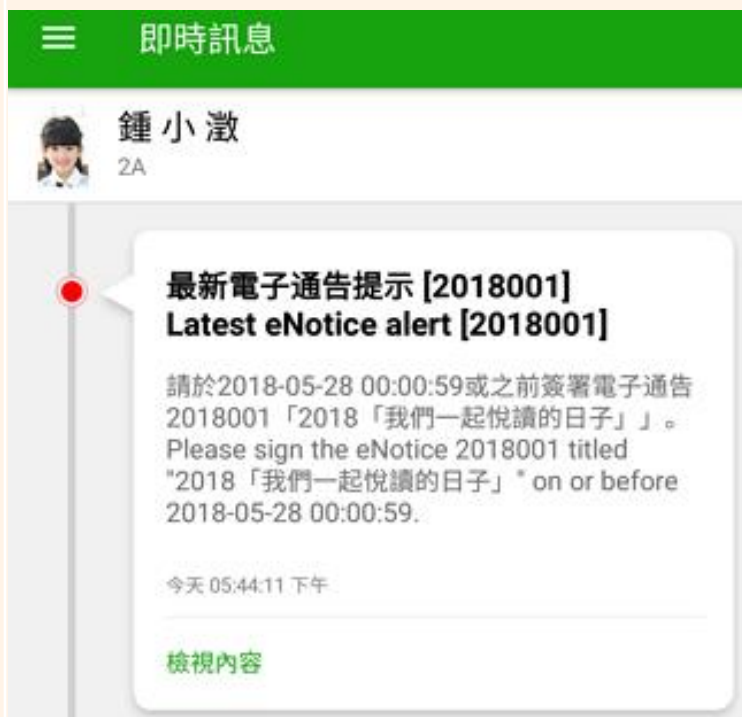 即時訊息
鍾小澂
2A
最新電子通告提示 [2018001]
Latest eNotice alert [2018001]
請於2018-05-28 00:00:59或之前簽署電子通告
2018001「2018「我們一起悅讀的日子」」。
Please sign the eNotice 2018001 titled
"2018「我們一起悅讀的日子」" on or before
2018-05-28 00:00:59.
今天 05:44:11 下午
檢視內容